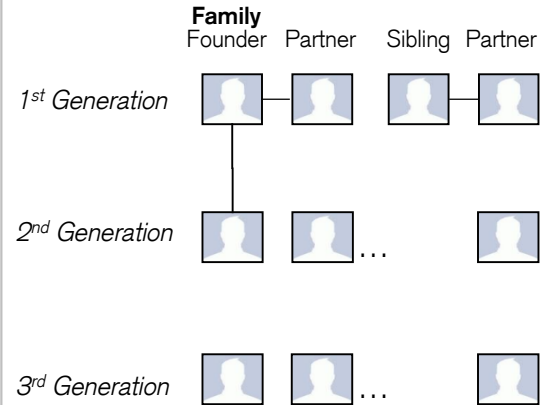 Family
Founder Partner Sibling Partner
1st Generation
2nd Generation
...
3rd Generation
...